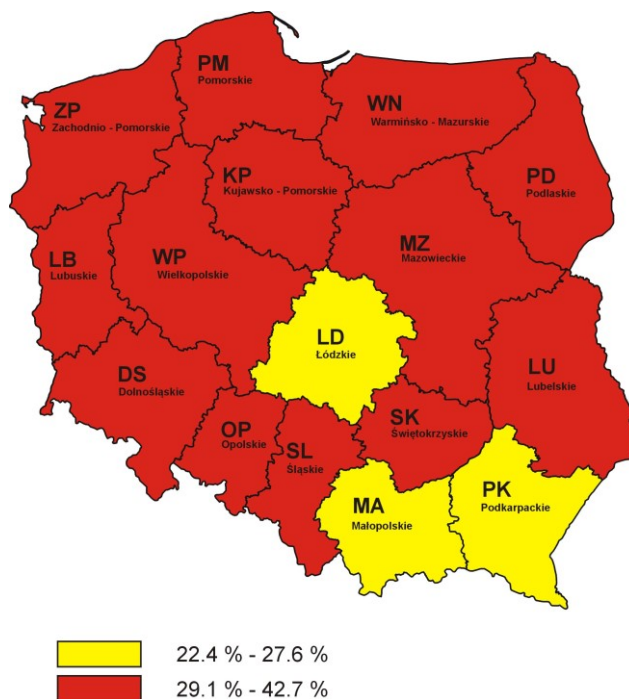 PM
Pomorskie
WN
Warmińsko - Mazurskie
ZP
Zachodnio - Pomorskie
KP
Kujawsko - Pomorskie
PD
Podlaskie
MZ
Mazowieckie
LB
Lubuskie
WP
Wielkopolskie
LD
Łódzkie
LU
Lubelskie
DS
Dolnośląskie
SK
Świętokrzyskie
OP
Opolskie
SL
Śląskie
MA
Małopolskie
PK
Podkarpackie
22.4 % - 27.6 %
29.1 % - 42.7 %